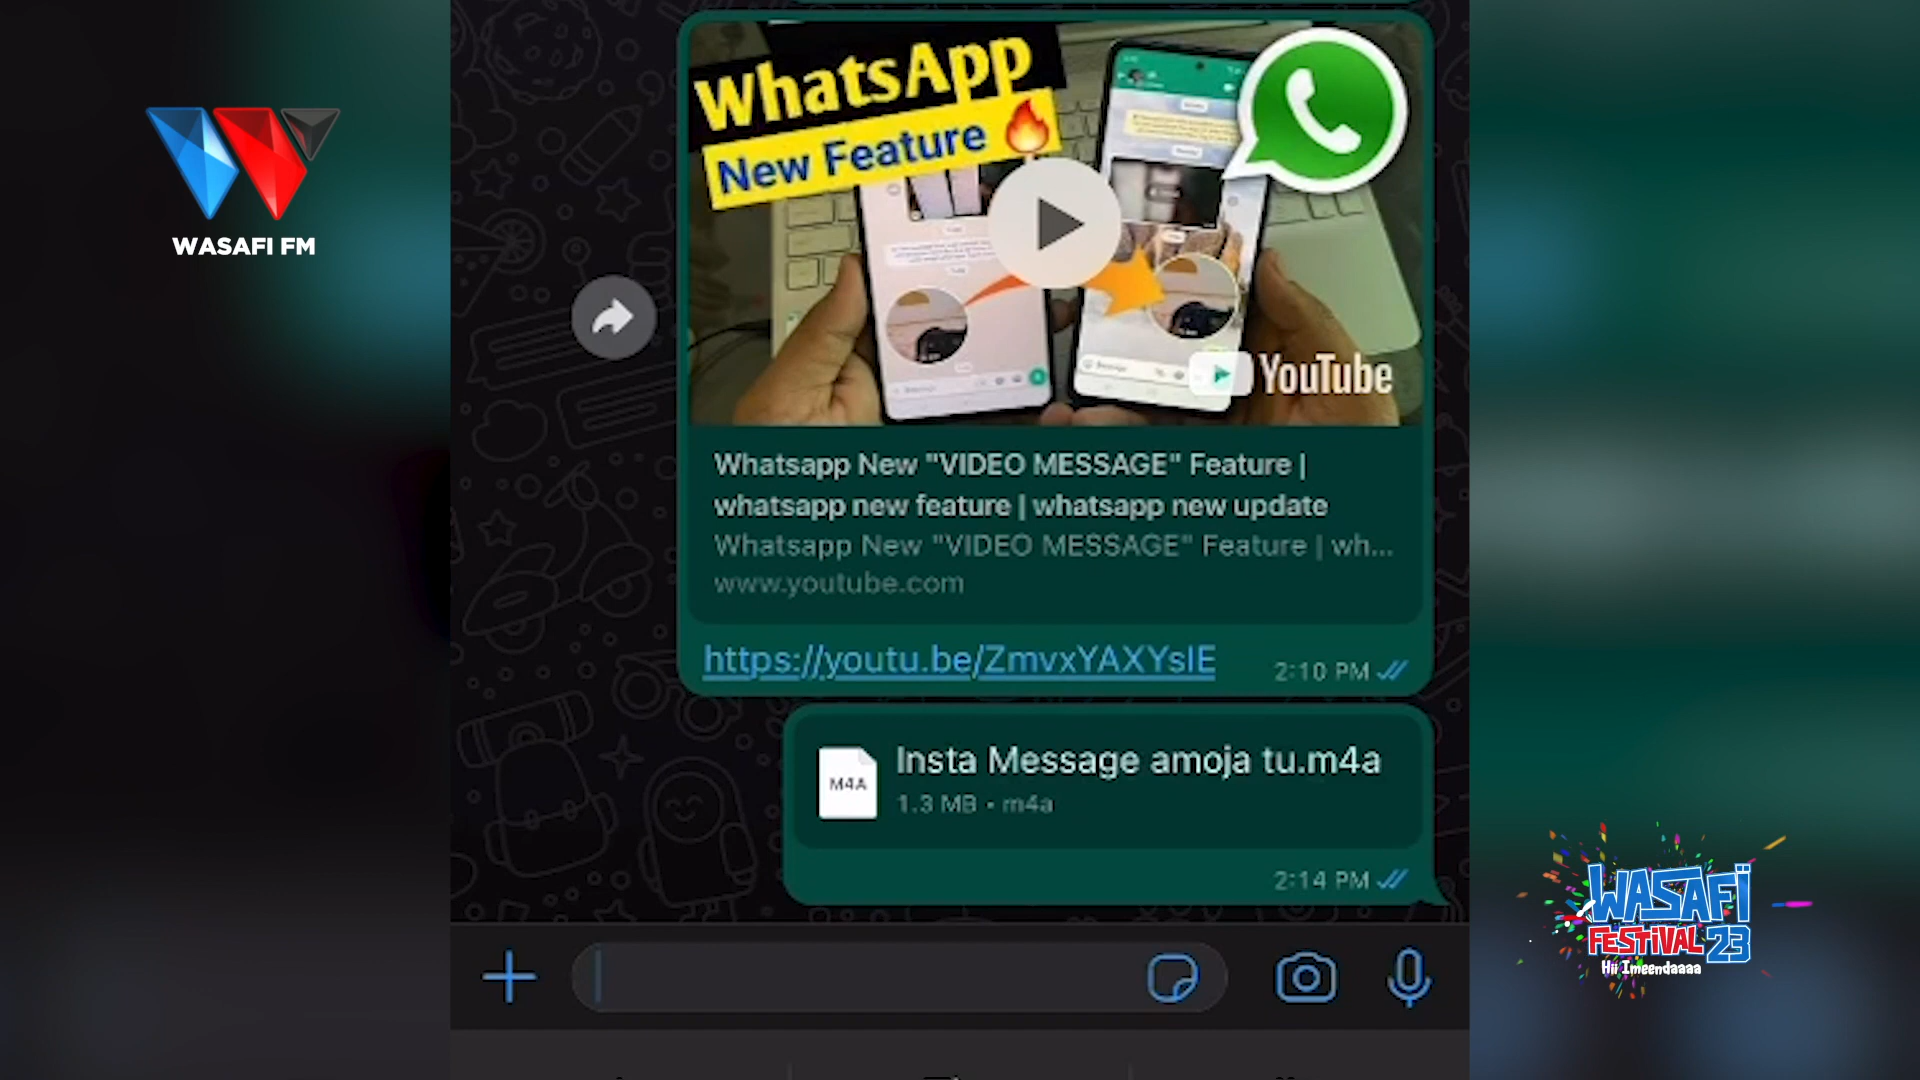 WASAFI FM
WhatsApp
New Feature
YouTube
Whatsapp New "VIDEO MESSAGE" Feature |
whatsapp new feature | whatsapp new update
Whatsapp New "VIDEO MESSAGE" Feature | wh...
www.youtube.com
https://youtu.be/ZmvxYAXYsIE
2:10 PM
M4A
Insta Message amoja tu.m4a
1.3 MB • m4a
2:14 PM
WASAFI
FESTIVAL 23
Hii Imeendaaaa